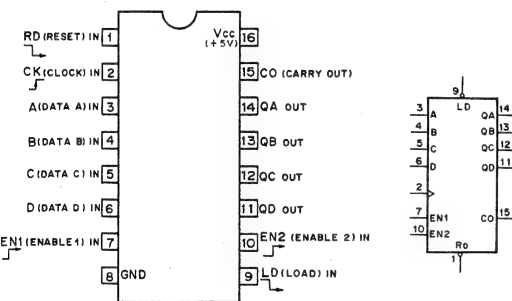 RD (RESET) IN 1
CK (CLOCK) IN 2
A (DATA A) IN 3
B (DATA B) IN 4
C (DATA C) IN 5
D (DATA D) IN 6
EN1 (ENABLE 1) IN 7
8 GND
VCC (+5V) 16
15 CO (CARRY OUT)
14 QA OUT
13 QB OUT
12 QC OUT
11 QD OUT
10 EN2 (ENABLE 2) IN
9 LD (LOAD) IN
9
LD
3 A QA 14
4 B QB 13
5 C QC 12
6 D QD 11
2
7 EN1 CO 15
10 EN2
RD
1